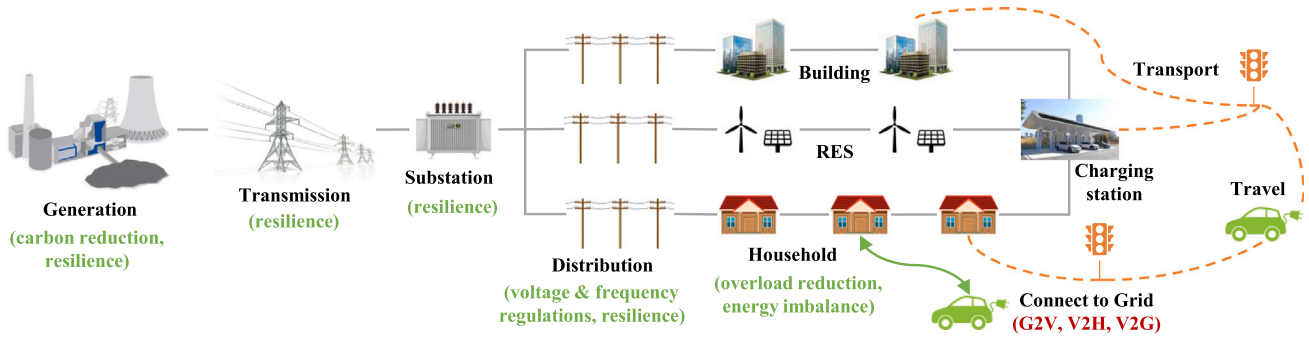 Generation
(carbon reduction,
resilience)
Transmission
(resilience)
Substation
(resilience)
Distribution
(voltage & frequency
regulations, resilience)
Building
RES
Household
(overload reduction,
energy imbalance)
Charging
station
Transport
Travel
Connect to Grid
(G2V, V2H, V2G)